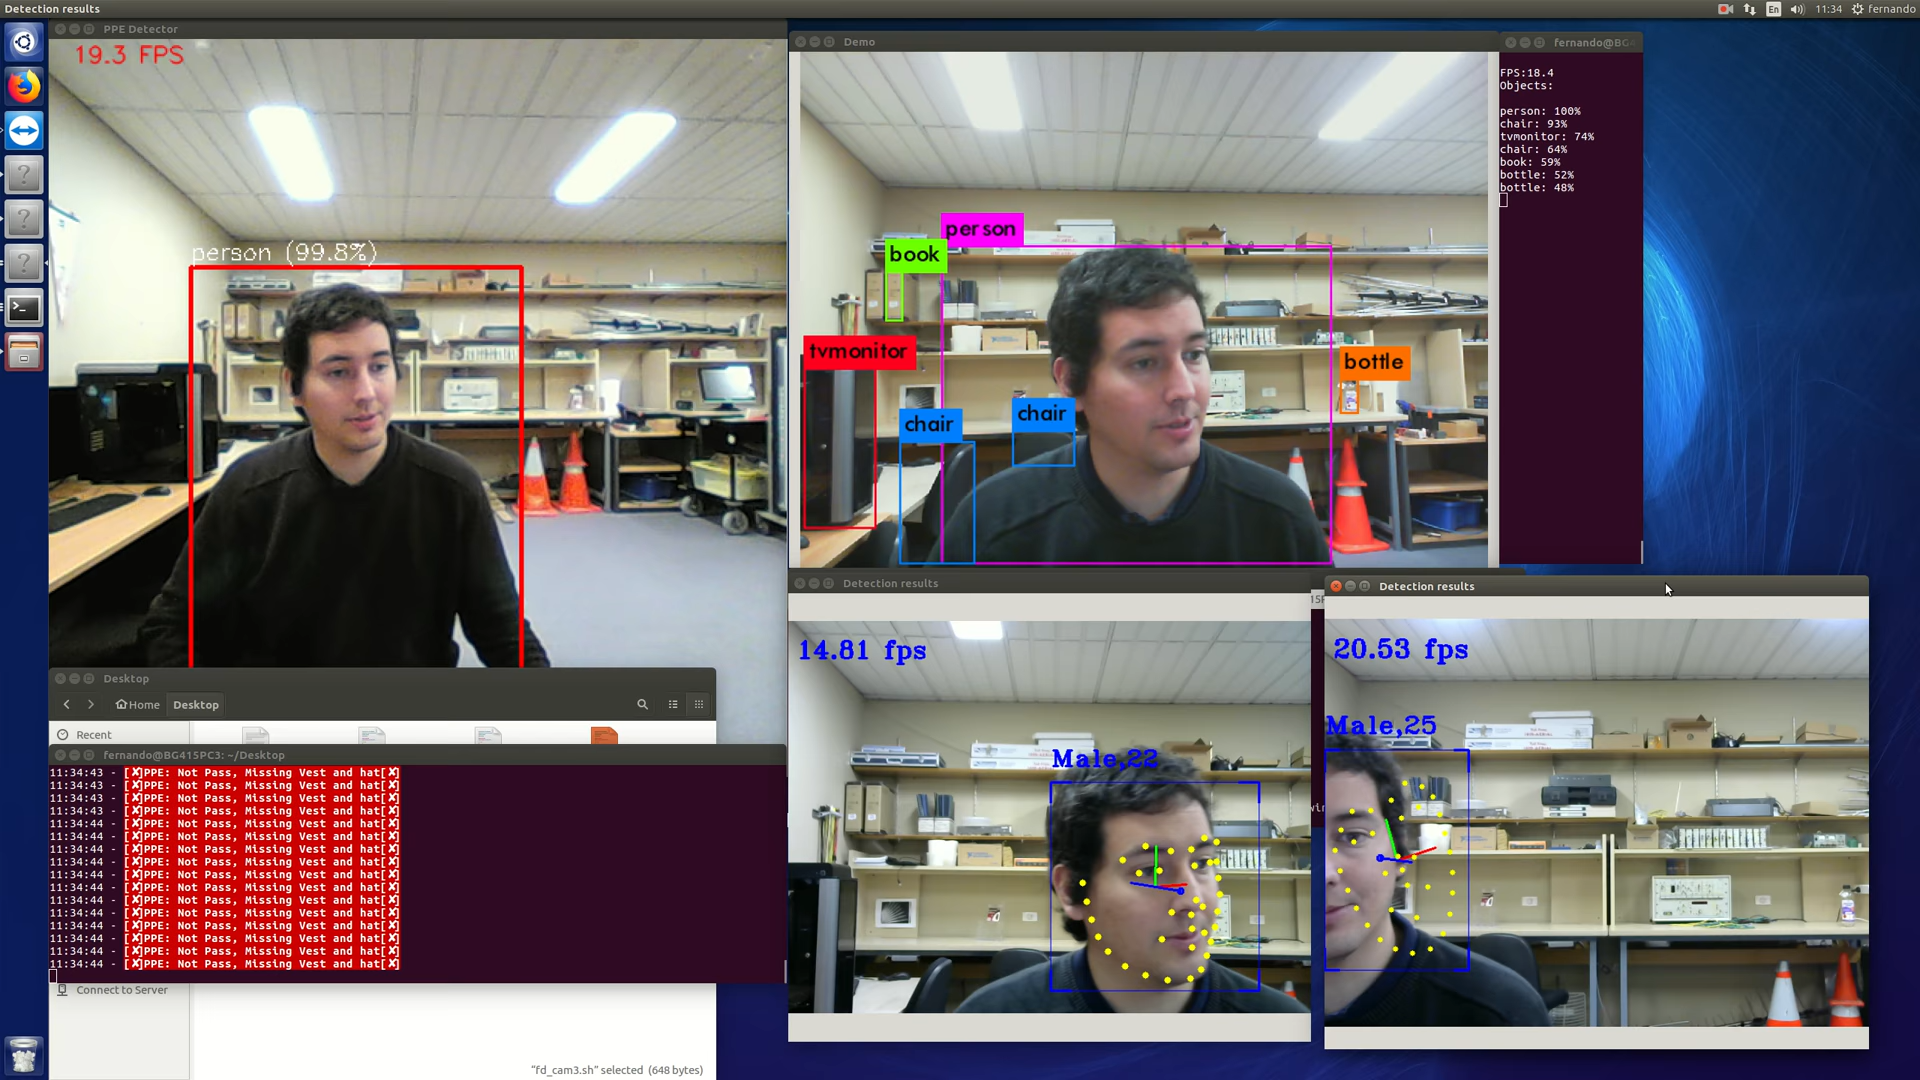 Detection results
En
11:34
fernando
PPE Detector
19.3 FPS
person (99.8%)
Demo
person
book
tvmonitor
bottle
chair
chair
fernando@BG
FPS:18.4
Objects:
person: 100%
chair: 93%
tvmonitor: 74%
chair: 64%
book: 59%
bottle: 52%
bottle: 48%
Desktop
Home
Desktop
Recent
fernando@BG415PC3: ~/Desktop
11:34:43 - [✘]PPE: Not Pass, Missing Vest and hat[✘]
11:34:43 - [✘]PPE: Not Pass, Missing Vest and hat[✘]
11:34:43 - [✘]PPE: Not Pass, Missing Vest and hat[✘]
11:34:43 - [✘]PPE: Not Pass, Missing Vest and hat[✘]
11:34:44 - [✘]PPE: Not Pass, Missing Vest and hat[✘]
11:34:44 - [✘]PPE: Not Pass, Missing Vest and hat[✘]
11:34:44 - [✘]PPE: Not Pass, Missing Vest and hat[✘]
11:34:44 - [✘]PPE: Not Pass, Missing Vest and hat[✘]
11:34:44 - [✘]PPE: Not Pass, Missing Vest and hat[✘]
11:34:44 - [✘]PPE: Not Pass, Missing Vest and hat[✘]
11:34:44 - [✘]PPE: Not Pass, Missing Vest and hat[✘]
11:34:44 - [✘]PPE: Not Pass, Missing Vest and hat[✘]
11:34:44 - [✘]PPE: Not Pass, Missing Vest and hat[✘]
11:34:44 - [✘]PPE: Not Pass, Missing Vest and hat[✘]
11:34:44 - [✘]PPE: Not Pass, Missing Vest and hat[✘]
11:34:44 - [✘]PPE: Not Pass, Missing Vest and hat[✘]
Connect to Server
"fd_cam3.sh" selected (648 bytes)
Detection results
14.81 fps
Male,22
Detection results
20.53 fps
Male,25